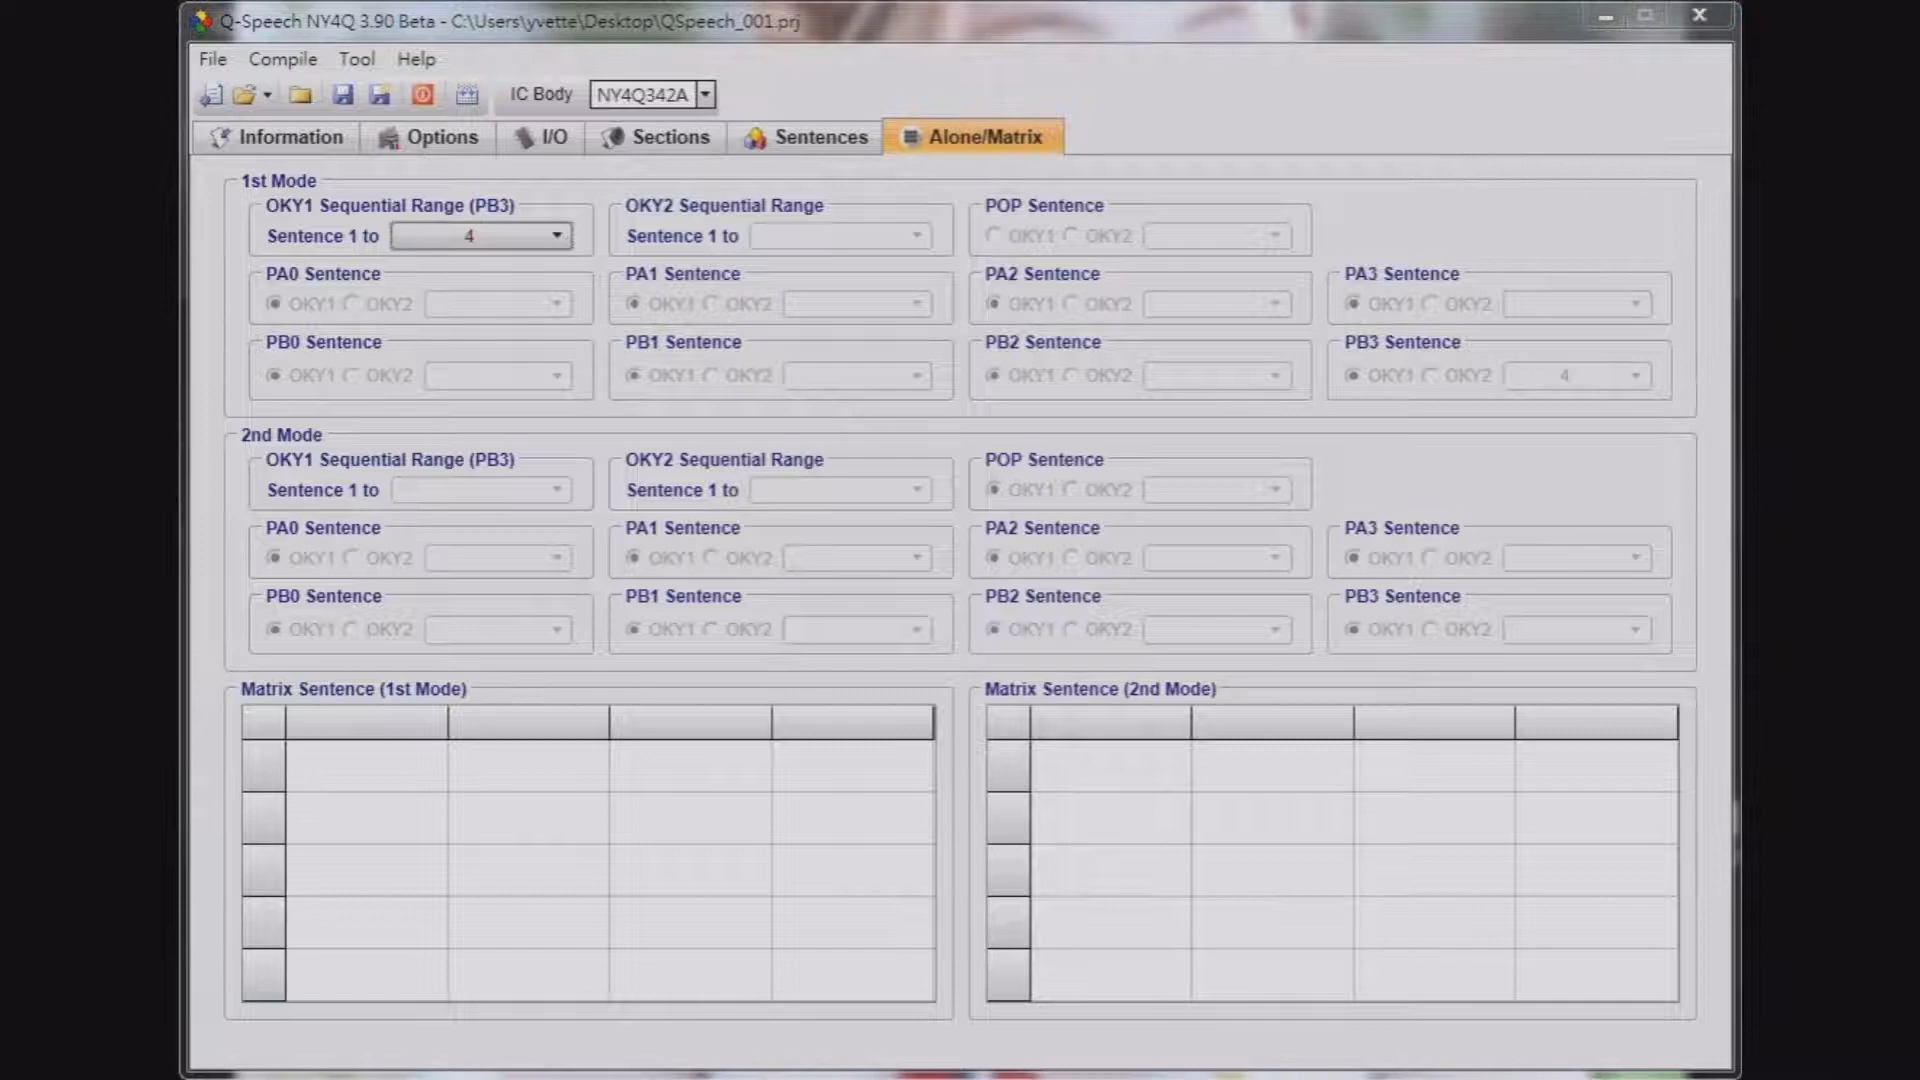 Q-Speech NY4Q 3.90 Beta - C:\Users\yvette\Desktop\QSpeech_001.prj
File Compile Tool Help
IC Body NY4Q342A
Information Options I/O Sections Sentences Alone/Matrix
1st Mode
OKY1 Sequential Range (PB3) OKY2 Sequential Range POP Sentence
Sentence 1 to 4 Sentence 1 to OKY1 OKY2
PA0 Sentence PA1 Sentence PA2 Sentence PA3 Sentence
OKY1 OKY2 OKY1 OKY2 OKY1 OKY2 OKY1 OKY2
PB0 Sentence PB1 Sentence PB2 Sentence PB3 Sentence
OKY1 OKY2 OKY1 OKY2 OKY1 OKY2 OKY1 OKY2 4
2nd Mode
OKY1 Sequential Range (PB3) OKY2 Sequential Range POP Sentence
Sentence 1 to Sentence 1 to OKY1 OKY2
PA0 Sentence PA1 Sentence PA2 Sentence PA3 Sentence
OKY1 OKY2 OKY1 OKY2 OKY1 OKY2 OKY1 OKY2
PB0 Sentence PB1 Sentence PB2 Sentence PB3 Sentence
OKY1 OKY2 OKY1 OKY2 OKY1 OKY2 OKY1 OKY2
Matrix Sentence (1st Mode) Matrix Sentence (2nd Mode)